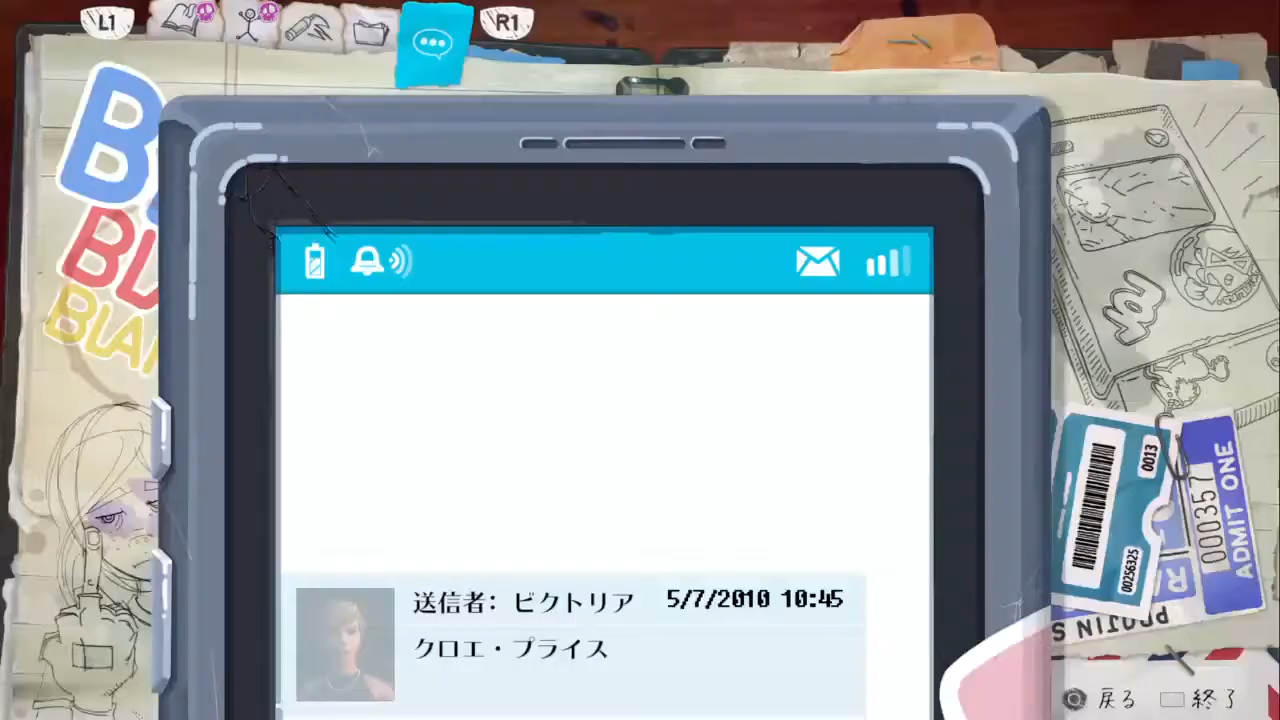 L1
R1
送信者: ビクトリア 5/7/2010 10:45
クロエ・プライス
0013
00256325
000357
ADMIT ONE
戻る
終了